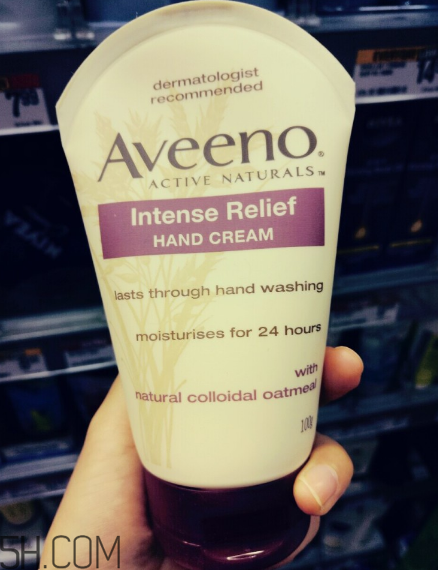 dermatologist
recommended
Aveeno®
ACTIVE NATURALS™
Intense Relief
HAND CREAM
lasts through hand washing
moisturises for 24 hours
with
natural colloidal oatmeal
100g
5H.COM